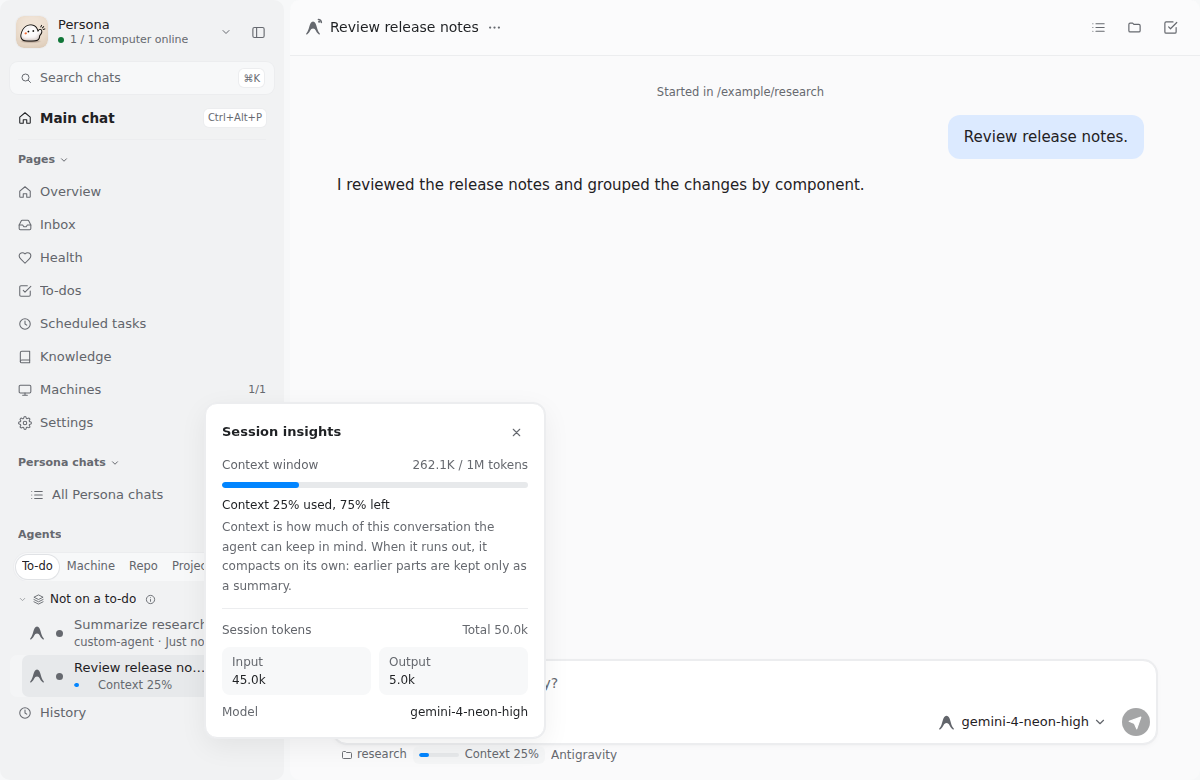 Persona
1 / 1 computer online
Search chats
⌘K
Main chat
Ctrl+Alt+P
Pages
Overview
Inbox
Health
To-dos
Scheduled tasks
Knowledge
Machines
1/1
Settings
Persona chats
All Persona chats
Agents
To-do
Machine
Repo
Projec
Not on a to-do
Summarize research
custom-agent · Just no
Review release no…
Context 25%
History
Review release notes
Started in /example/research
Review release notes.
I reviewed the release notes and grouped the changes by component.
Session insights
Context window
262.1K / 1M tokens
Context 25% used, 75% left
Context is how much of this conversation the
agent can keep in mind. When it runs out, it
compacts on its own: earlier parts are kept only as
a summary.
Session tokens
Total 50.0k
Input
45.0k
Output
5.0k
Model
gemini-4-neon-high
y?
gemini-4-neon-high
research
Context 25%
Antigravity